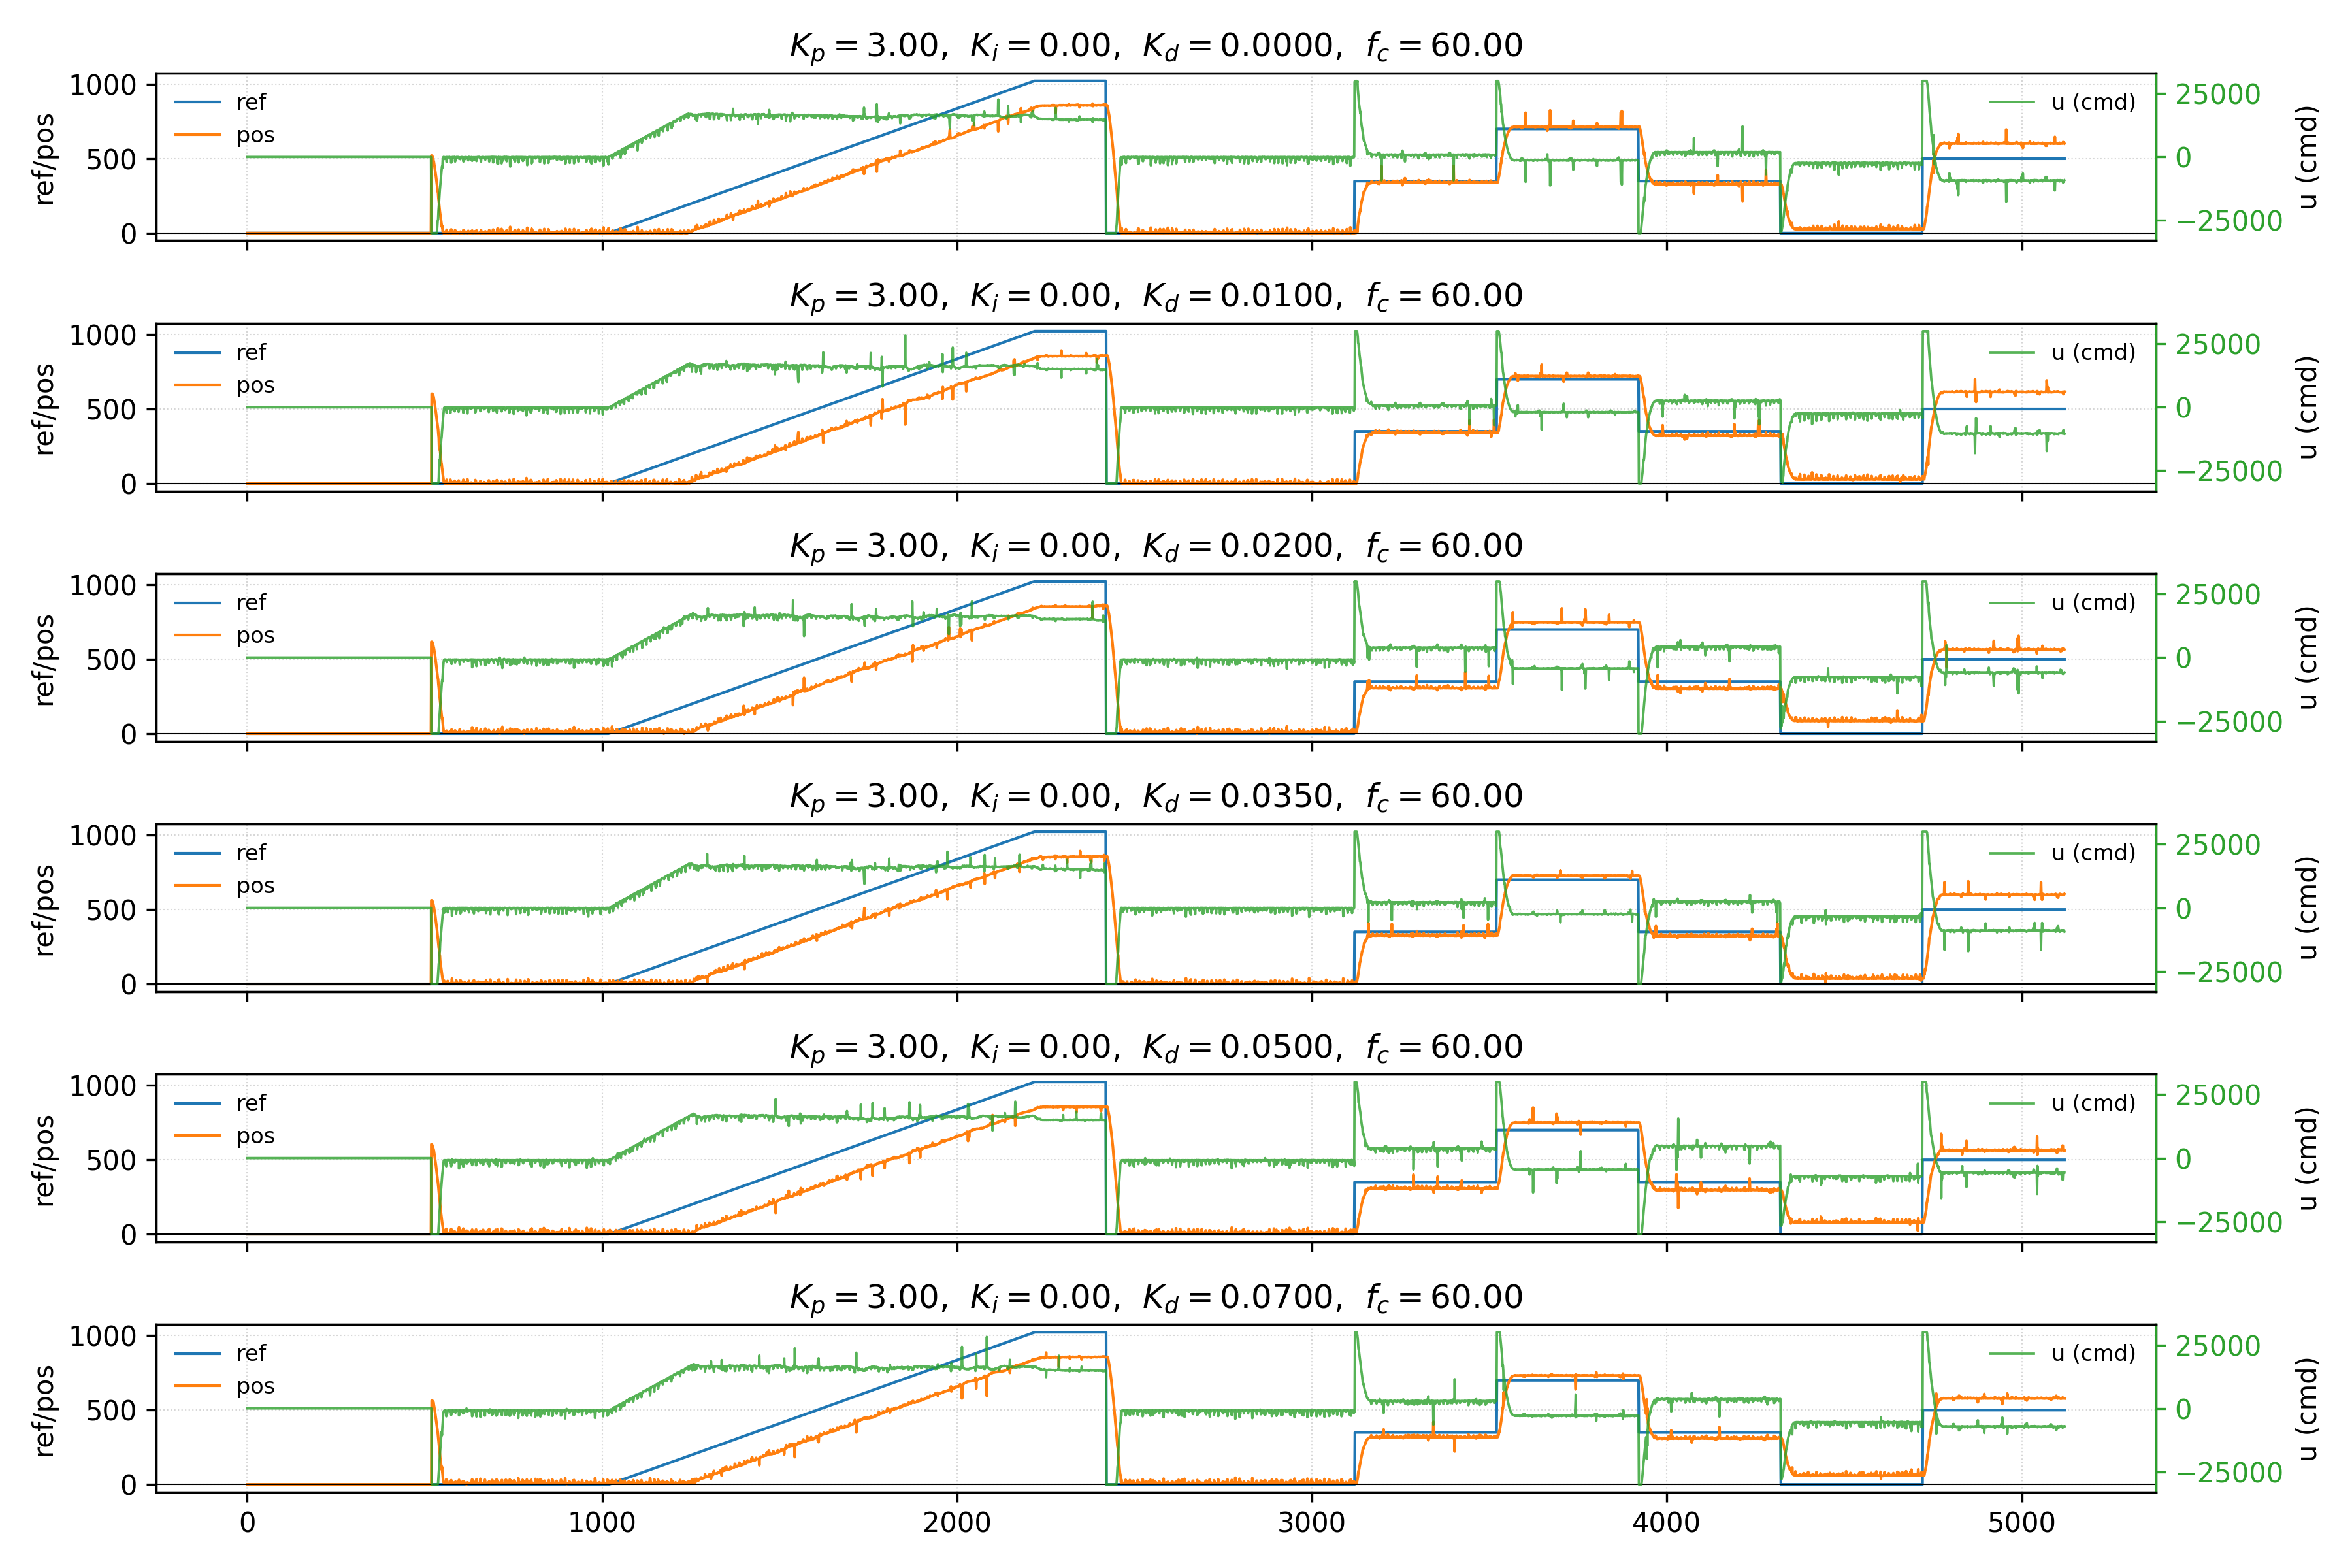 K_p = 3.00, K_i = 0.00, K_d = 0.0000, f_c = 60.00
1000
500
0
ref/pos
ref
pos
u (cmd)
25000
0
−25000
u (cmd)
K_p = 3.00, K_i = 0.00, K_d = 0.0100, f_c = 60.00
1000
500
0
ref/pos
ref
pos
u (cmd)
25000
0
−25000
u (cmd)
K_p = 3.00, K_i = 0.00, K_d = 0.0200, f_c = 60.00
1000
500
0
ref/pos
ref
pos
u (cmd)
25000
0
−25000
u (cmd)
K_p = 3.00, K_i = 0.00, K_d = 0.0350, f_c = 60.00
1000
500
0
ref/pos
ref
pos
u (cmd)
25000
0
−25000
u (cmd)
K_p = 3.00, K_i = 0.00, K_d = 0.0500, f_c = 60.00
1000
500
0
ref/pos
ref
pos
u (cmd)
25000
0
−25000
u (cmd)
K_p = 3.00, K_i = 0.00, K_d = 0.0700, f_c = 60.00
1000
500
0
ref/pos
ref
pos
u (cmd)
25000
0
−25000
u (cmd)
0 1000 2000 3000 4000 5000